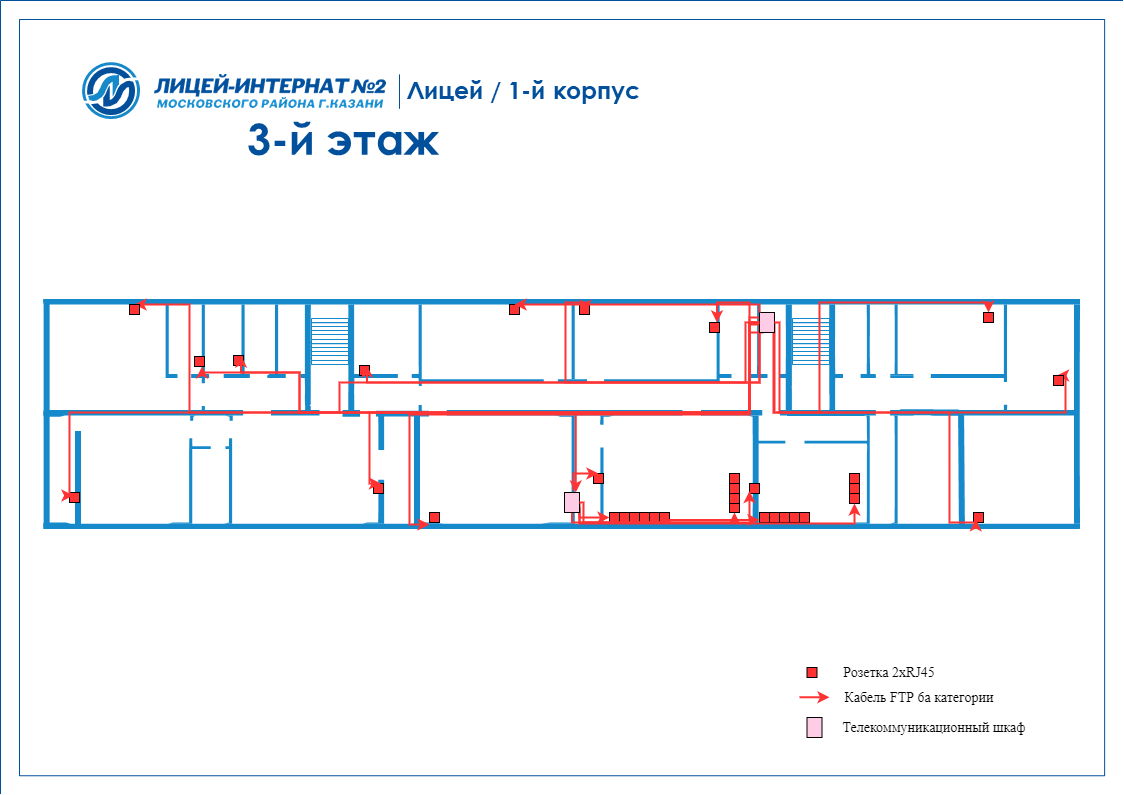 ЛИЦЕЙ-ИНТЕРНАТ №2
МОСКОВСКОГО РАЙОНА Г.КАЗАНИ
Лицей / 1-й корпус
3-й этаж
Розетка 2xRJ45
Кабель FTP 6а категории
Телекоммуникационный шкаф